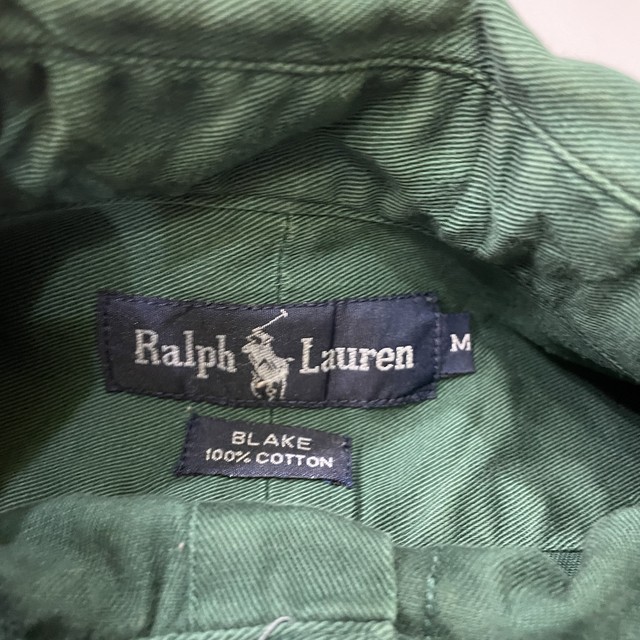 Ralph Lauren
M
BLAKE
100% COTTON